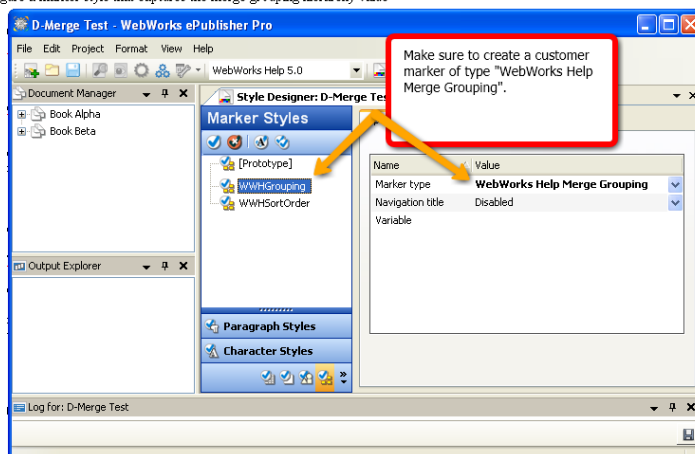 D-Merge Test - WebWorks ePublisher Pro
File Edit Project Format View Help
WebWorks Help 5.0
Make sure to create a customer
marker of type "WebWorks Help
Merge Grouping".
Document Manager
Book Alpha
Book Beta
Style Designer: D-Merge Tes
Marker Styles
[Prototype]
WWHGrouping
WWHSortOrder
Name Value
Marker type WebWorks Help Merge Grouping
Navigation title Disabled
Variable
Output Explorer
Paragraph Styles
Character Styles
Log for: D-Merge Test